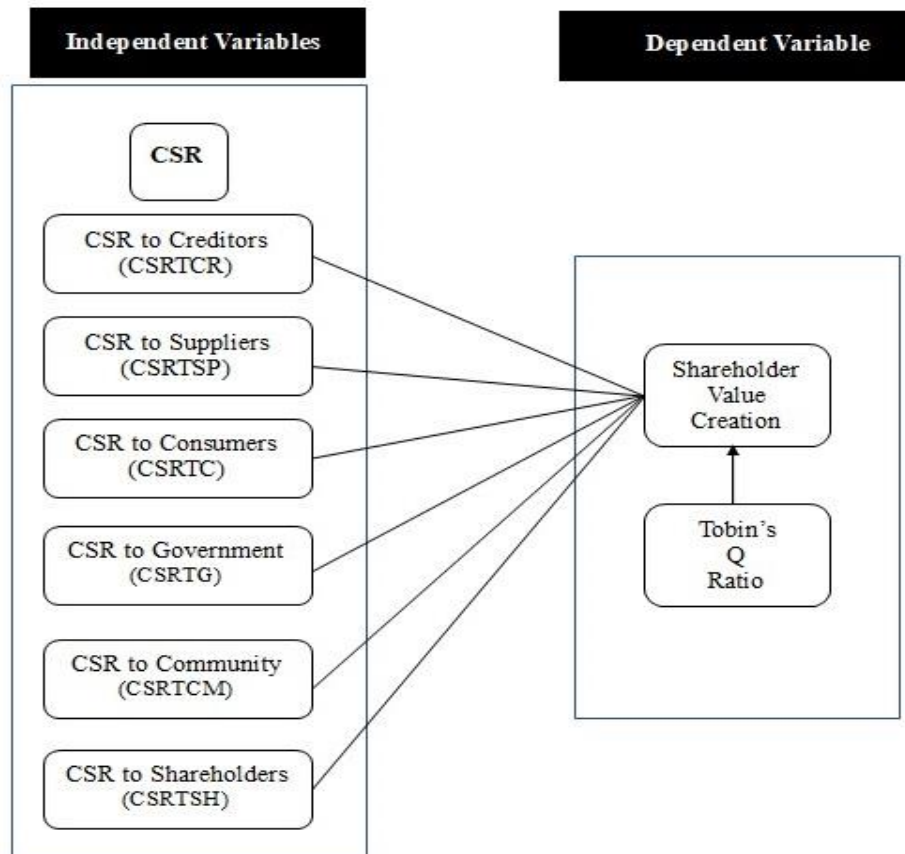 Independent Variables
Dependent Variable
CSR
CSR to Creditors
(CSRTCR)
CSR to Suppliers
(CSRTSP)
CSR to Consumers
(CSRTC)
CSR to Government
(CSRTG)
CSR to Community
(CSRTCM)
CSR to Shareholders
(CSRTSH)
Shareholder
Value
Creation
Tobin's
Q
Ratio